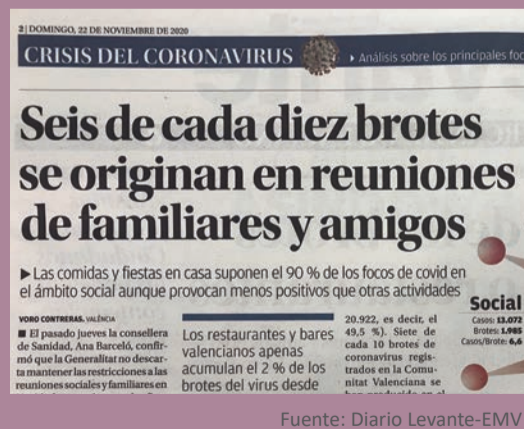 2 | DOMINGO, 22 DE NOVIEMBRE DE 2020
CRISIS DEL CORONAVIRUS
▶ Análisis sobre los principales foc
Seis de cada diez brotes
se originan en reuniones
de familiares y amigos
▶ Las comidas y fiestas en casa suponen el 90 % de los focos de covid en
el ámbito social aunque provocan menos positivos que otras actividades
VORO CONTRERAS. VALÈNCIA
■ El pasado jueves la consellera
de Sanidad, Ana Barceló, confir-
mó que la Generalitat no descar-
ta mantener las restricciones a las
reuniones sociales y familiares en
Los restaurantes y bares
valencianos apenas
acumulan el 2 % de los
brotes del virus desde
20.922, es decir, el
49,5 %). Siete de
cada 10 brotes de
coronavirus regis-
trados en la Comu-
nitat Valenciana se
Social
Casos: 13.072
Brotes: 1.985
Casos/Brote: 6,6
Fuente: Diario Levante-EMV